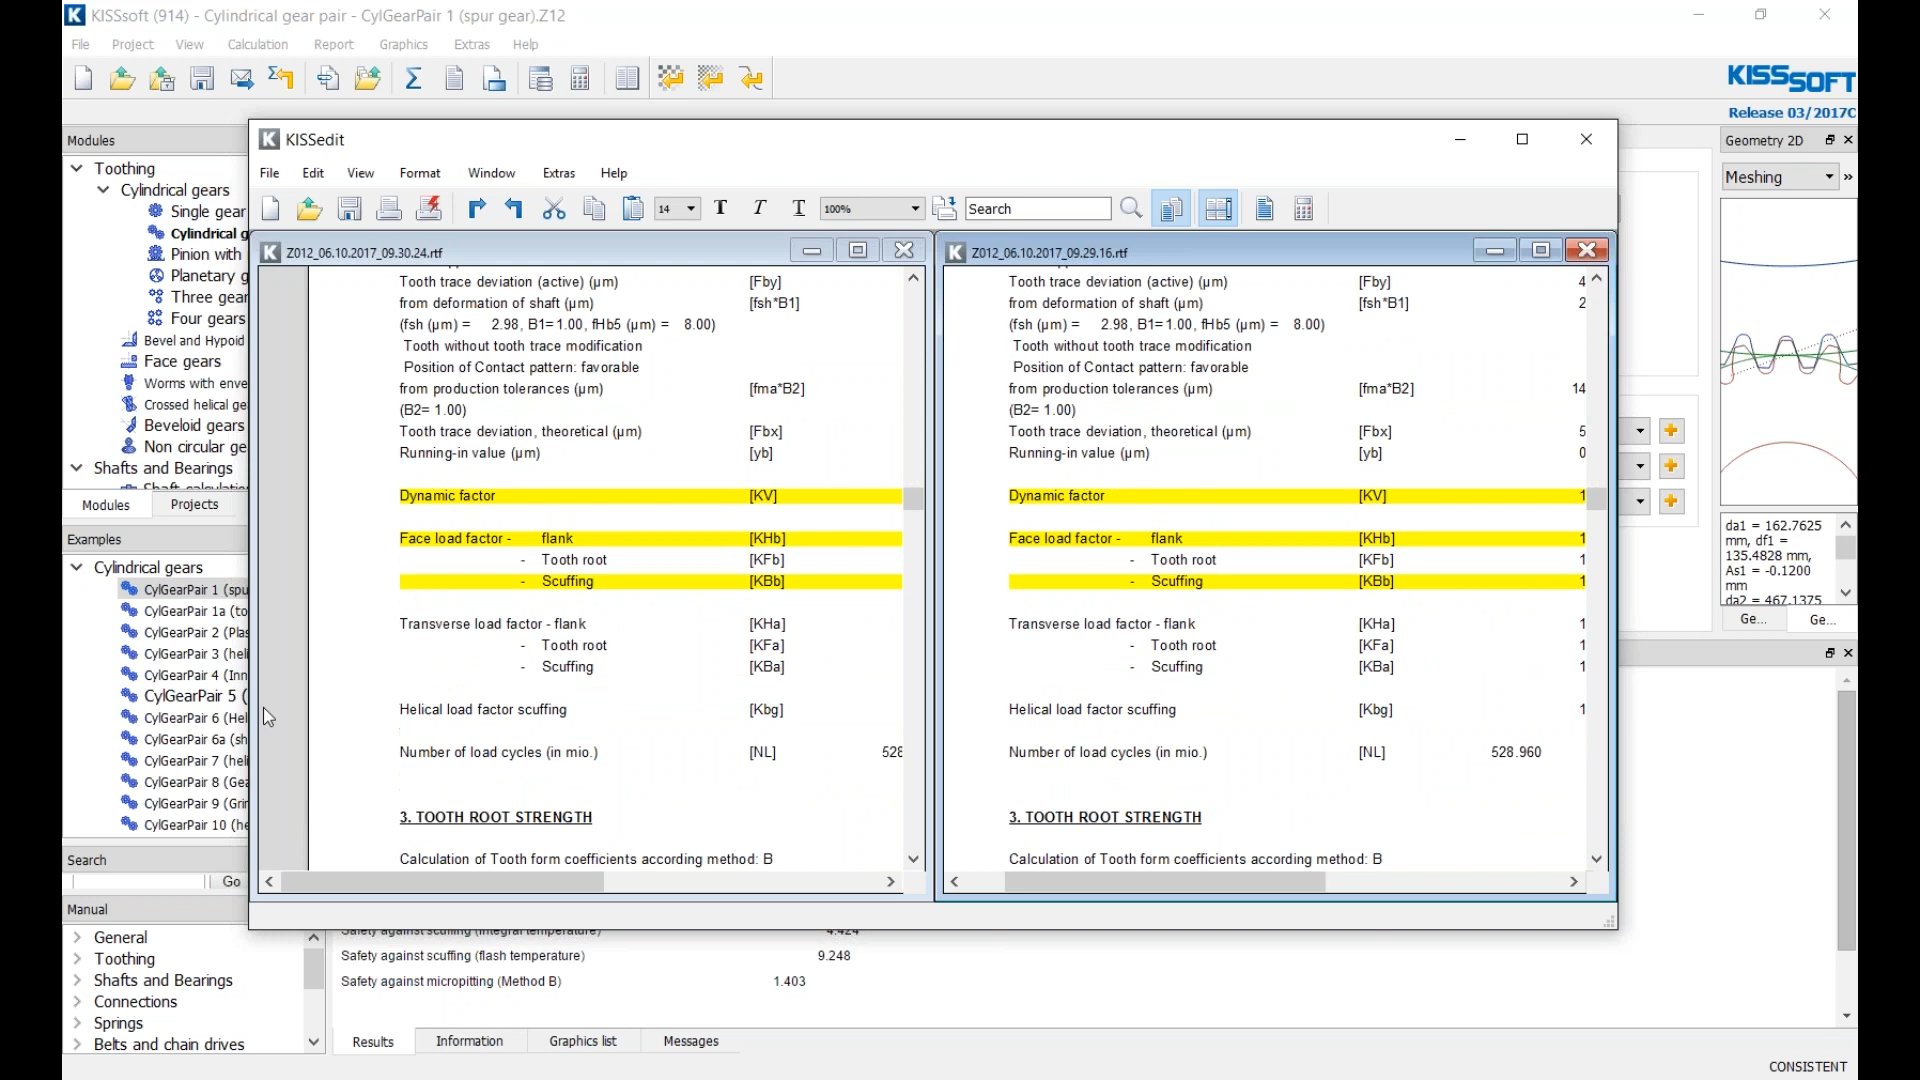 KISSsoft (914) - Cylindrical gear pair - CylGearPair 1 (spur gear).Z12
File Project View Calculation Report Graphics Extras Help
KISSSOFT
Release 03/2017C
Modules
Toothing
Cylindrical gears
Single gear
Cylindrical g
Pinion with
Planetary g
Three gear
Four gears
Bevel and Hypoid
Face gears
Worms with enve
Crossed helical ge
Beveloid gears
Non circular ge
Shafts and Bearings
Shaft calculation
Modules Projects
Examples
Cylindrical gears
CylGearPair 1 (spu
CylGearPair 1a (to
CylGearPair 2 (Plas
CylGearPair 3 (heli
CylGearPair 4 (Inn
CylGearPair 5 (
CylGearPair 6 (Hel
CylGearPair 6a (sh
CylGearPair 7 (heli
CylGearPair 8 (Gea
CylGearPair 9 (Grin
CylGearPair 10 (he
Search
Go
Manual
General
Toothing
Shafts and Bearings
Connections
Springs
Belts and chain drives
KISSedit
File Edit View Format Window Extras Help
14 T T T 100% Search
Z012_06.10.2017_09.30.24.rtf
Tooth trace deviation (active) (µm) [Fby]
from deformation of shaft (µm) [fsh*B1]
(fsh (µm) = 2.98, B1= 1.00, fHb5 (µm) = 8.00)
Tooth without tooth trace modification
Position of Contact pattern: favorable
from production tolerances (µm) [fma*B2]
(B2= 1.00)
Tooth trace deviation, theoretical (µm) [Fbx]
Running-in value (µm) [yb]
Dynamic factor [KV]
Face load factor - flank [KHb]
- Tooth root [KFb]
- Scuffing [KBb]
Transverse load factor - flank [KHa]
- Tooth root [KFa]
- Scuffing [KBa]
Helical load factor scuffing [Kbg]
Number of load cycles (in mio.) [NL] 528
3. TOOTH ROOT STRENGTH
Calculation of Tooth form coefficients according method: B
Z012_06.10.2017_09.29.16.rtf
Tooth trace deviation (active) (µm) [Fby] 4
from deformation of shaft (µm) [fsh*B1] 2
(fsh (µm) = 2.98, B1= 1.00, fHb5 (µm) = 8.00)
Tooth without tooth trace modification
Position of Contact pattern: favorable
from production tolerances (µm) [fma*B2] 14
(B2= 1.00)
Tooth trace deviation, theoretical (µm) [Fbx] 5
Running-in value (µm) [yb] 0
Dynamic factor [KV] 1
Face load factor - flank [KHb] 1
- Tooth root [KFb] 1
- Scuffing [KBb] 1
Transverse load factor - flank [KHa] 1
- Tooth root [KFa] 1
- Scuffing [KBa] 1
Helical load factor scuffing [Kbg] 1
Number of load cycles (in mio.) [NL] 528.960
3. TOOTH ROOT STRENGTH
Calculation of Tooth form coefficients according method: B
Geometry 2D
Meshing
da1 = 162.7625
mm, df1 =
135.4828 mm,
As1 = -0.1200
mm
da2 = 467.1375
Ge... Ge...
Safety against scuffing (integral temperature) 4.424
Safety against scuffing (flash temperature) 9.248
Safety against micropitting (Method B) 1.403
Results Information Graphics list Messages
CONSISTENT